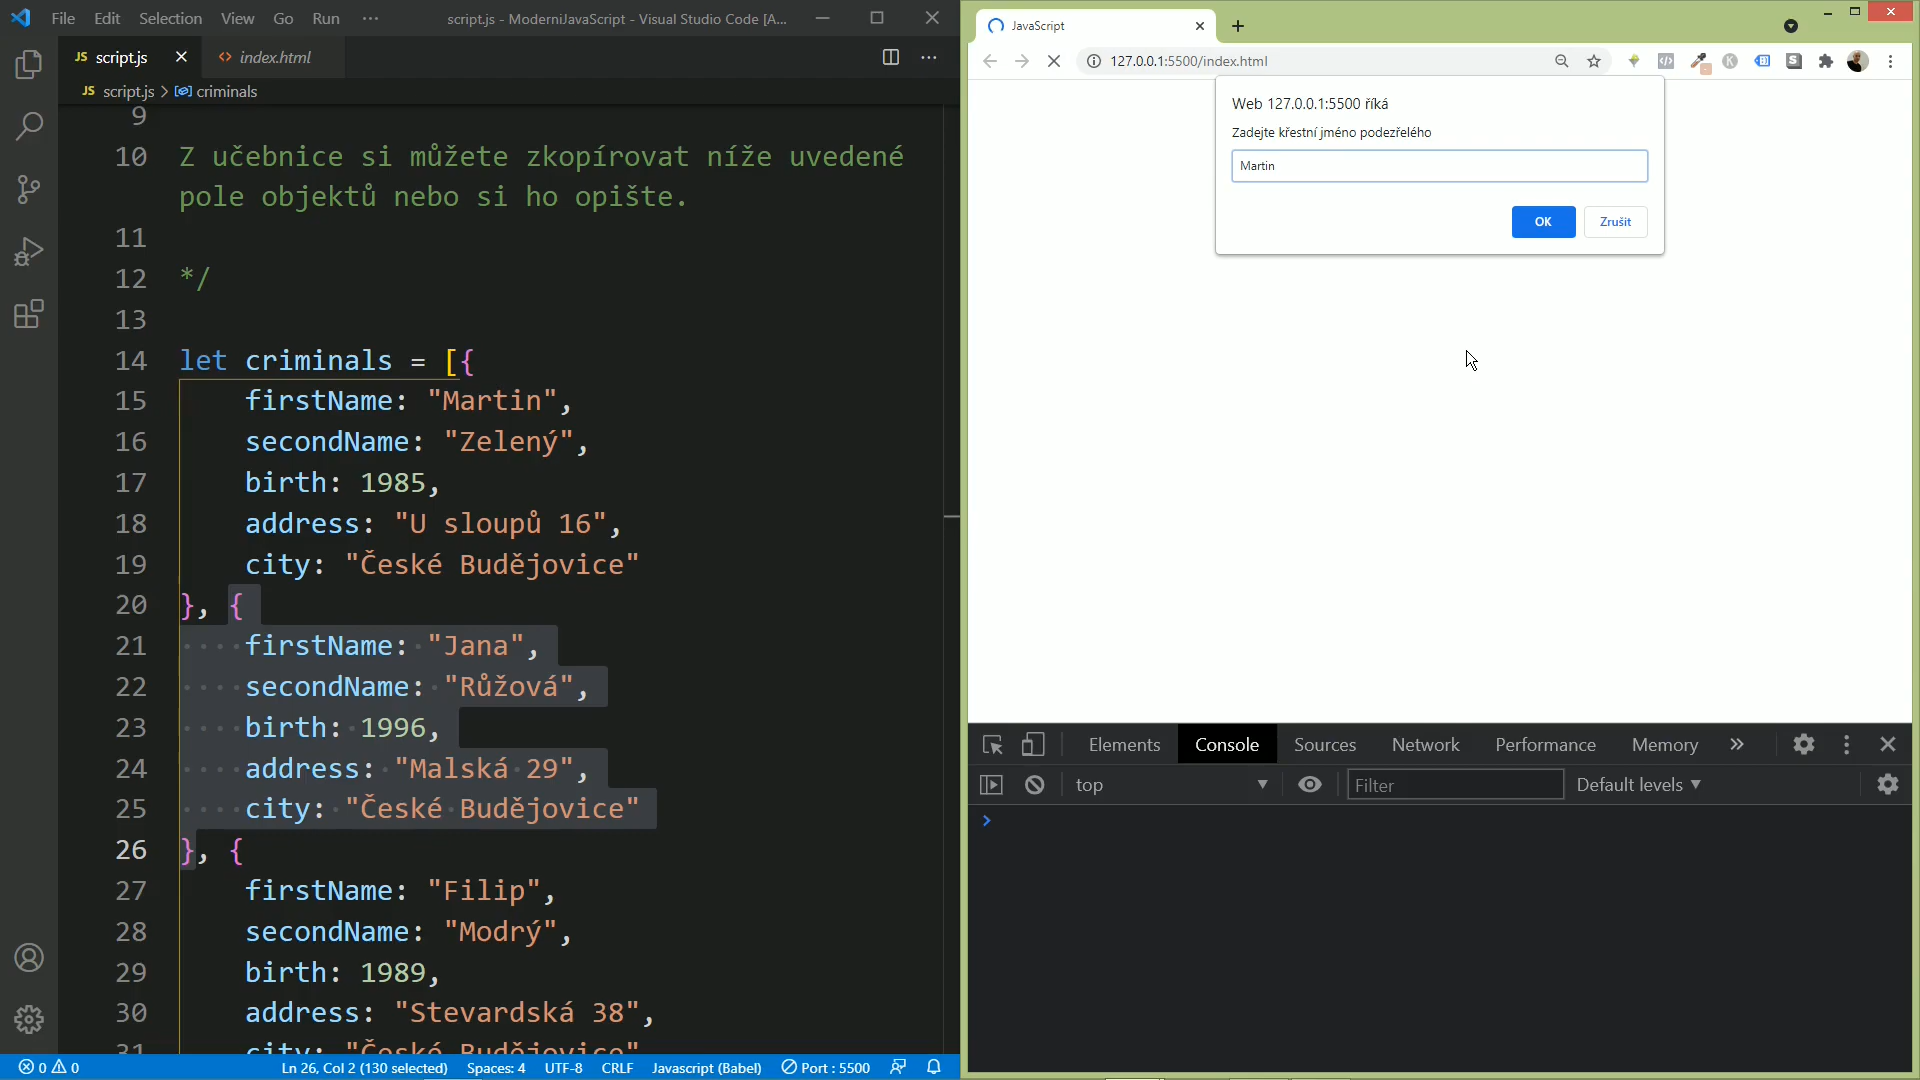 File Edit Selection View Go Run ··· script.js - ModerniJavaScript - Visual Studio Code [A...
JS script.js index.html
JS script.js > criminals
9
10 Z učebnice si můžete zkopírovat níže uvedené
pole objektů nebo si ho opište.
11
12 */
13
14 let criminals = [{
15 firstName: "Martin",
16 secondName: "Zelený",
17 birth: 1985,
18 address: "U sloupů 16",
19 city: "České Budějovice"
20 }, {
21 firstName: "Jana",
22 secondName: "Růžová",
23 birth: 1996,
24 address: "Malská 29",
25 city: "České Budějovice"
26 }, {
27 firstName: "Filip",
28 secondName: "Modrý",
29 birth: 1989,
30 address: "Stevardská 38",
31 city: "České Budějovice"
0 0 Ln 26, Col 2 (130 selected) Spaces: 4 UTF-8 CRLF Javascript (Babel) Port : 5500
JavaScript
127.0.0.1:5500/index.html
Web 127.0.0.1:5500 říká
Zadejte křestní jméno podezřelého
Martin
OK Zrušit
Elements Console Sources Network Performance Memory »
top Filter Default levels
>